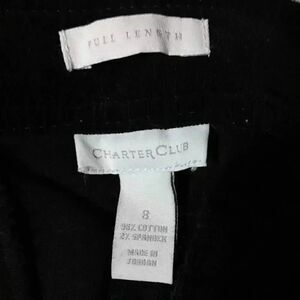 FULL LENGTH
CHARTER CLUB
8
98% COTTON
2% SPANDEX
MADE IN
JORDAN